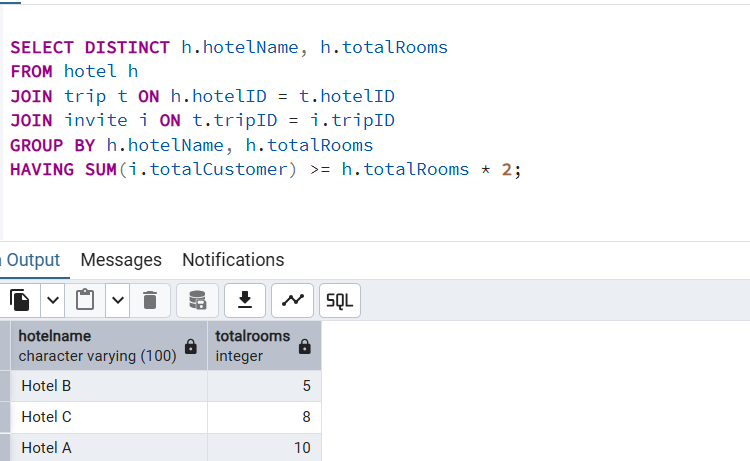 SELECT DISTINCT h.hotelName, h.totalRooms
FROM hotel h
JOIN trip t ON h.hotelID = t.hotelID
JOIN invite i ON t.tripID = i.tripID
GROUP BY h.hotelName, h.totalRooms
HAVING SUM(i.totalCustomer) >= h.totalRooms * 2;
Output Messages Notifications
SQL
hotelname totalrooms
character varying (100) integer
Hotel B 5
Hotel C 8
Hotel A 10